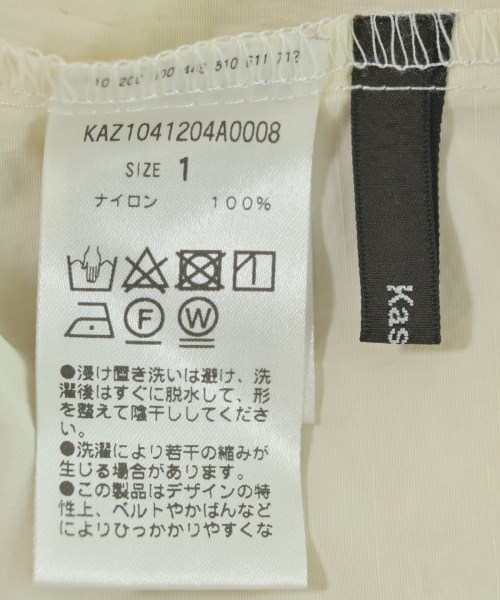 KAZ1041204A0008
SIZE 1
ナイロン 100%
F W
●浸け置き洗いは避け、洗
濯後はすぐに脱水して、形
を整えて陰干ししてくださ
い。
●洗濯により若干の縮みが
生じる場合があります。
●この製品はデザインの特
性上、ベルトやかばんなど
によりひっかかりやすくな
Kas